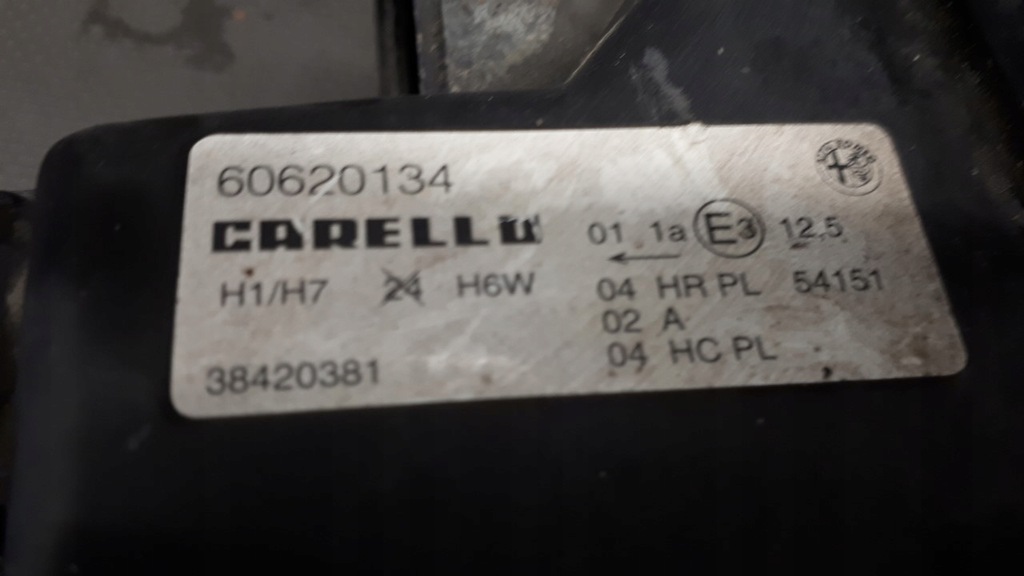 60620134
CARELLO
H1/H7 24 H6W
38420381
01 1a E3 12.5
04 HR PL 54151
02 A
04 HC PL